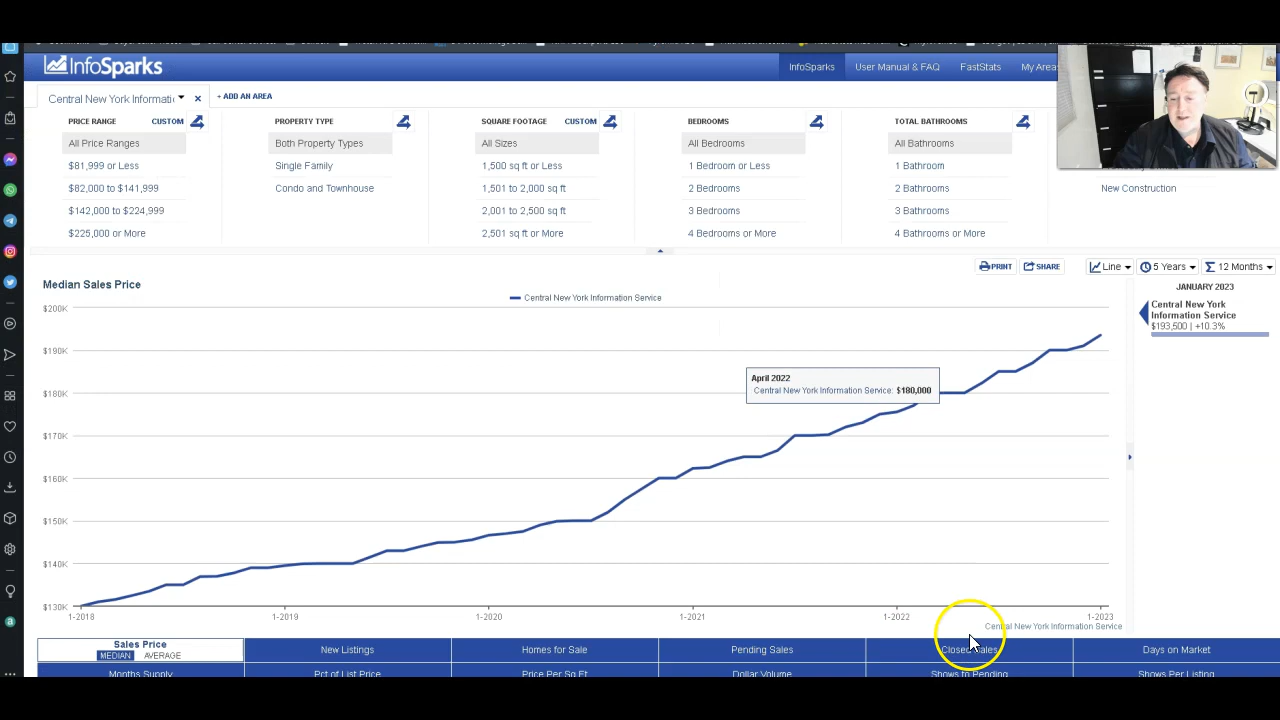 InfoSparks
InfoSparks
User Manual & FAQ
FastStats
My Areas
Central New York Informati
×
+ ADD AN AREA
PRICE RANGE
CUSTOM
All Price Ranges
$81,999 or Less
$82,000 to $141,999
$142,000 to $224,999
$225,000 or More
PROPERTY TYPE
Both Property Types
Single Family
Condo and Townhouse
SQUARE FOOTAGE
CUSTOM
All Sizes
1,500 sq ft or Less
1,501 to 2,000 sq ft
2,001 to 2,500 sq ft
2,501 sq ft or More
BEDROOMS
All Bedrooms
1 Bedroom or Less
2 Bedrooms
3 Bedrooms
4 Bedrooms or More
TOTAL BATHROOMS
All Bathrooms
1 Bathroom
2 Bathrooms
3 Bathrooms
4 Bathrooms or More
New Construction
PRINT
SHARE
Line
5 Years
Σ 12 Months
Median Sales Price
Central New York Information Service
JANUARY 2023
Central New York
Information Service
$193,500 | +10.3%
$200K
$190K
$180K
$170K
$160K
$150K
$140K
$130K
April 2022
Central New York Information Service: $180,000
1-2018
1-2019
1-2020
1-2021
1-2022
1-2023
Central New York Information Service
Sales Price
MEDIAN
AVERAGE
New Listings
Homes for Sale
Pending Sales
Closed Sales
Days on Market
Months Supply
Pct of List Price
Price Per Sq Ft
Dollar Volume
Shows to Pending
Shows Per Listing